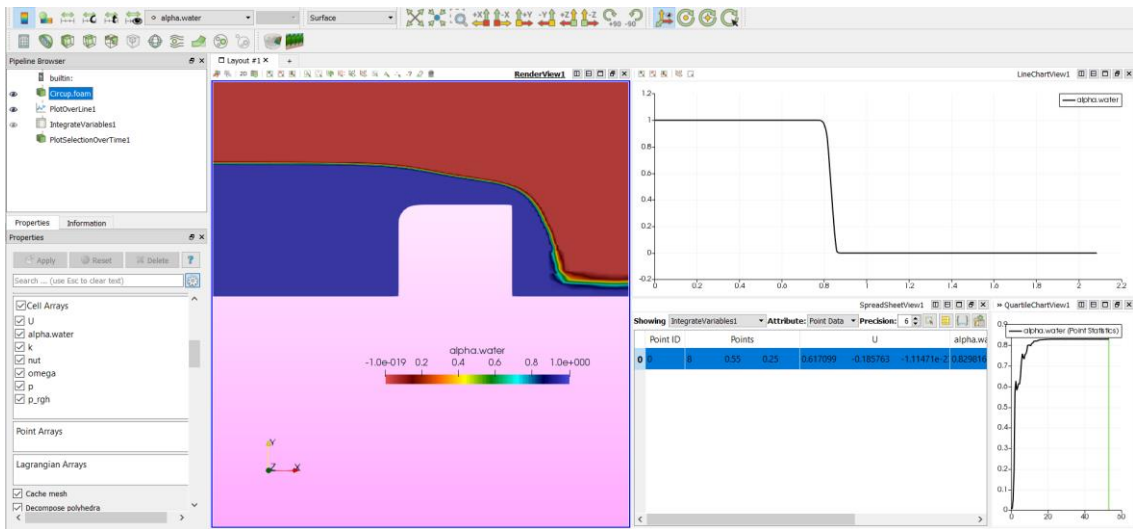 alpha.water
Surface
+X -X +Y -Y +Z -Z +90 -90
Pipeline Browser
builtin:
Circup.foam
PlotOverLine1
IntegrateVariables1
PlotSelectionOverTime1
Properties Information
Properties
Apply Reset Delete ?
Search ... (use Esc to clear text)
Cell Arrays
U
alpha.water
k
nut
omega
p
p_rgh
Point Arrays
Lagrangian Arrays
Cache mesh
Decompose polyhedra
Layout #1
RenderView1
alpha.water
-1.0e-019 0.2 0.4 0.6 0.8 1.0e+000
Y
Z X
LineChartView1
alpha.water
1.2
1
0.8
0.6
0.4
0.2
0
-0.2
0 0.2 0.4 0.6 0.8 1 1.2 1.4 1.6 1.8 2 2.2
SpreadSheetView1
Showing IntegrateVariables1 Attribute: Point Data Precision: 6
Point ID Points U alpha.wa
0 0 8 0.55 0.25 0.617099 -0.185763 -1.11471e-2 0.829816
QuartileChartView1
alpha.water (Point Statistics)
0.9
0.8
0.7
0.6
0.5
0.4
0.3
0.2
0.1
0
0 20 40 60